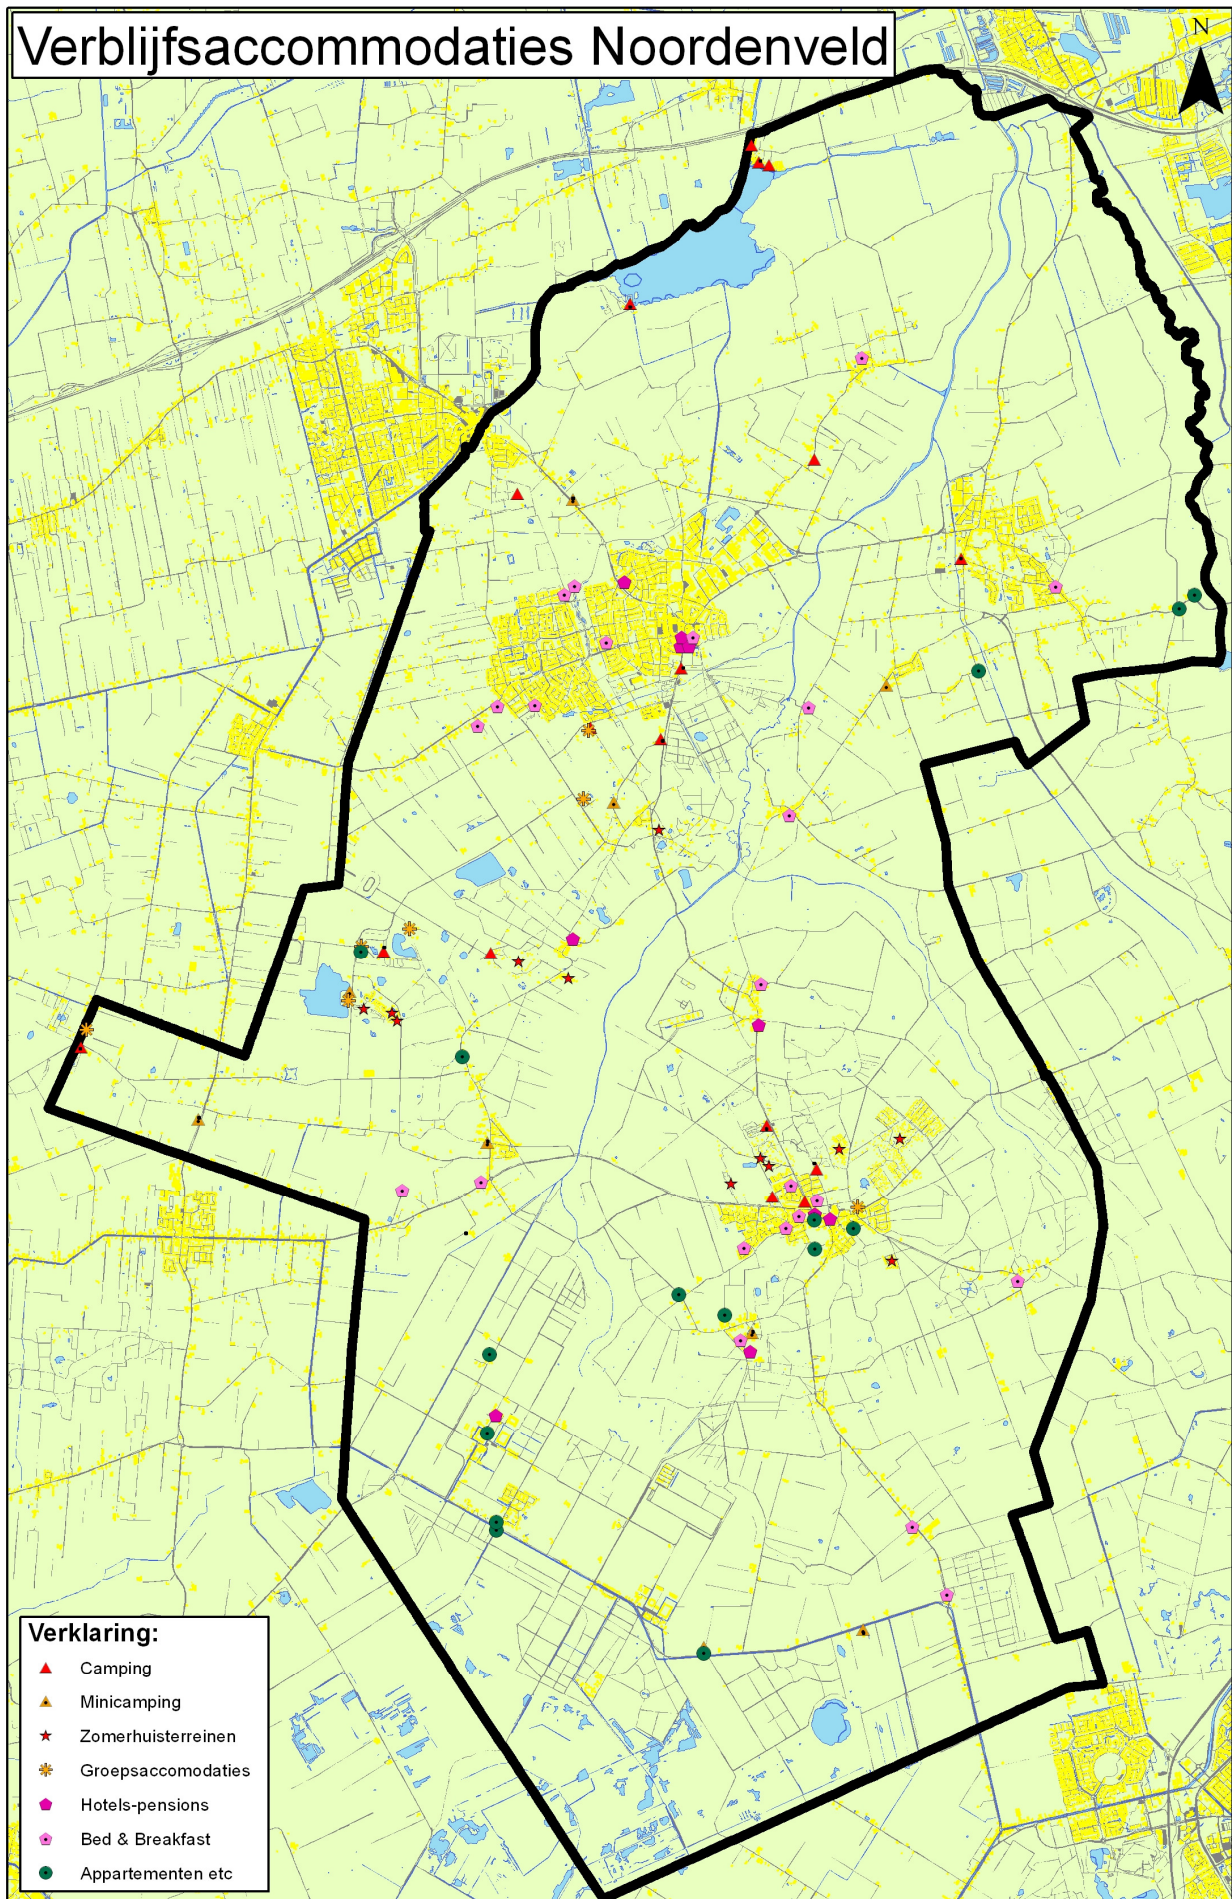 Verblijfsaccommodaties Noordenveld
N
Verklaring:
Camping
Minicamping
Zomerhuisterreinen
Groepsaccomodaties
Hotels-pensions
Bed & Breakfast
Appartementen etc